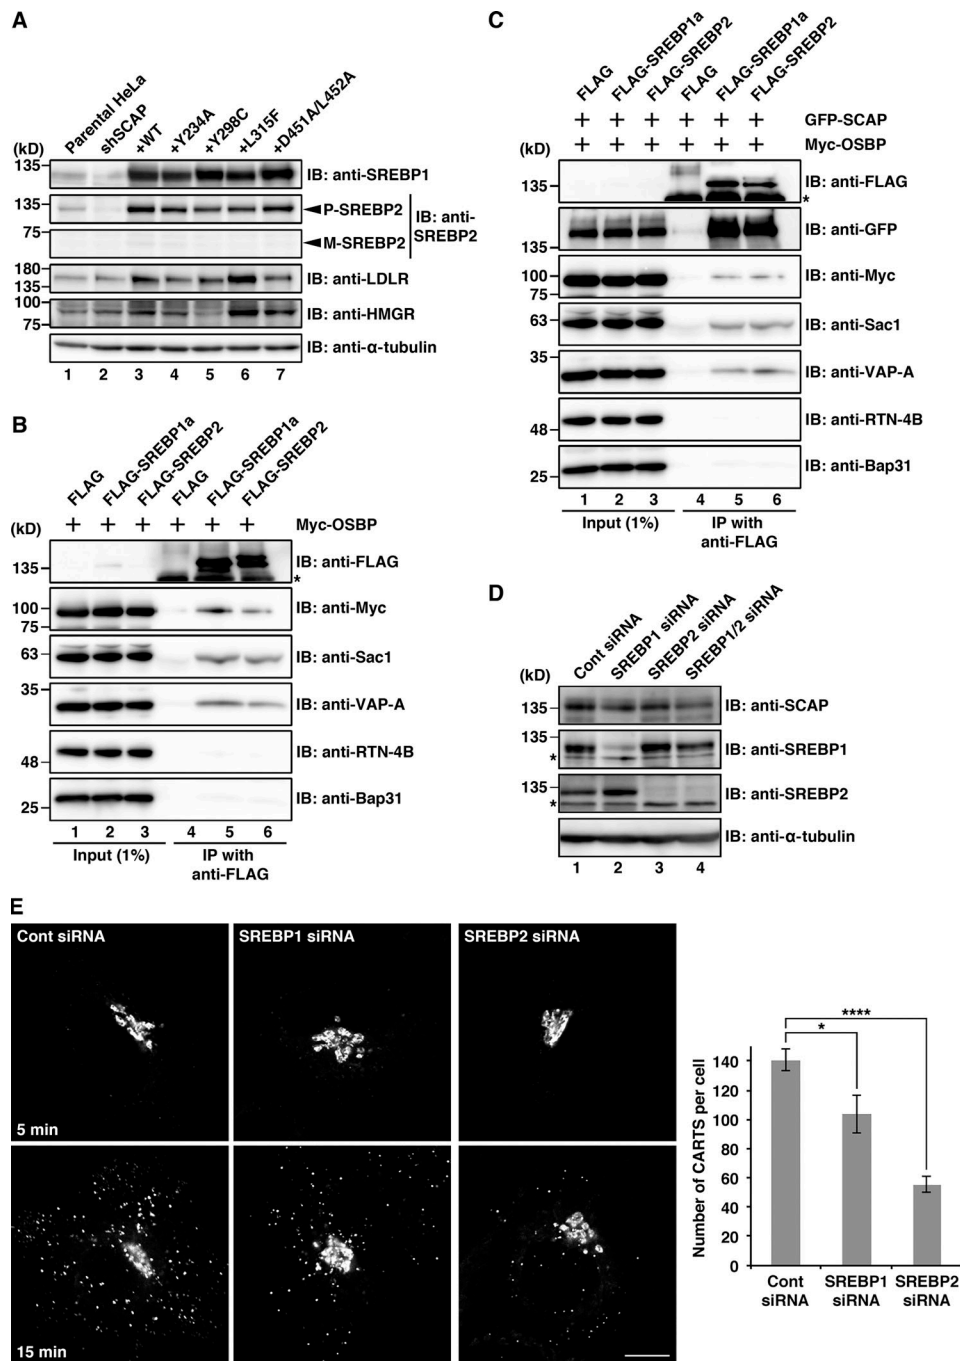 A
Parental HeLa
shSCAP
+WT
+Y234A
+Y298C
+L315F
+D451A/L452A
(kD)
135
IB: anti-SREBP1
135
P-SREBP2
IB: anti-
SREBP2
75
M-SREBP2
180
135
IB: anti-LDLR
100
75
IB: anti-HMGR
IB: anti-α-tubulin
1 2 3 4 5 6 7
B
FLAG
FLAG-SREBP1a
FLAG-SREBP2
FLAG
FLAG-SREBP1a
FLAG-SREBP2
(kD)
+ + + + + + Myc-OSBP
135
IB: anti-FLAG
*
100
75
IB: anti-Myc
63
IB: anti-Sac1
35
IB: anti-VAP-A
48
IB: anti-RTN-4B
25
IB: anti-Bap31
1 2 3 4 5 6
Input (1%)
IP with
anti-FLAG
C
FLAG
FLAG-SREBP1a
FLAG-SREBP2
FLAG
FLAG-SREBP1a
FLAG-SREBP2
+ + + + + + GFP-SCAP
(kD)
+ + + + + + Myc-OSBP
135
IB: anti-FLAG
*
135
IB: anti-GFP
100
75
IB: anti-Myc
63
IB: anti-Sac1
35
IB: anti-VAP-A
48
IB: anti-RTN-4B
25
IB: anti-Bap31
1 2 3 4 5 6
Input (1%)
IP with
anti-FLAG
D
Cont siRNA
SREBP1 siRNA
SREBP2 siRNA
SREBP1/2 siRNA
(kD)
135
IB: anti-SCAP
135
IB: anti-SREBP1
*
135
IB: anti-SREBP2
*
IB: anti-α-tubulin
1 2 3 4
E
Cont siRNA
SREBP1 siRNA
SREBP2 siRNA
5 min
15 min
Number of CARTS per cell
****
*
140
120
100
80
60
40
20
0
Cont
siRNA
SREBP1
siRNA
SREBP2
siRNA